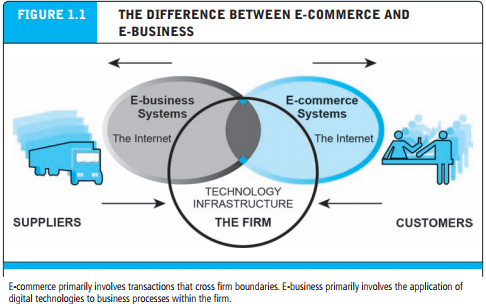 FIGURE 1.1
THE DIFFERENCE BETWEEN E-COMMERCE AND
E-BUSINESS
E-business
Systems
The Internet
E-commerce
Systems
The Internet
TECHNOLOGY
INFRASTRUCTURE
THE FIRM
SUPPLIERS
CUSTOMERS
E-commerce primarily involves transactions that cross firm boundaries. E-business primarily involves the application of
digital technologies to business processes within the firm.